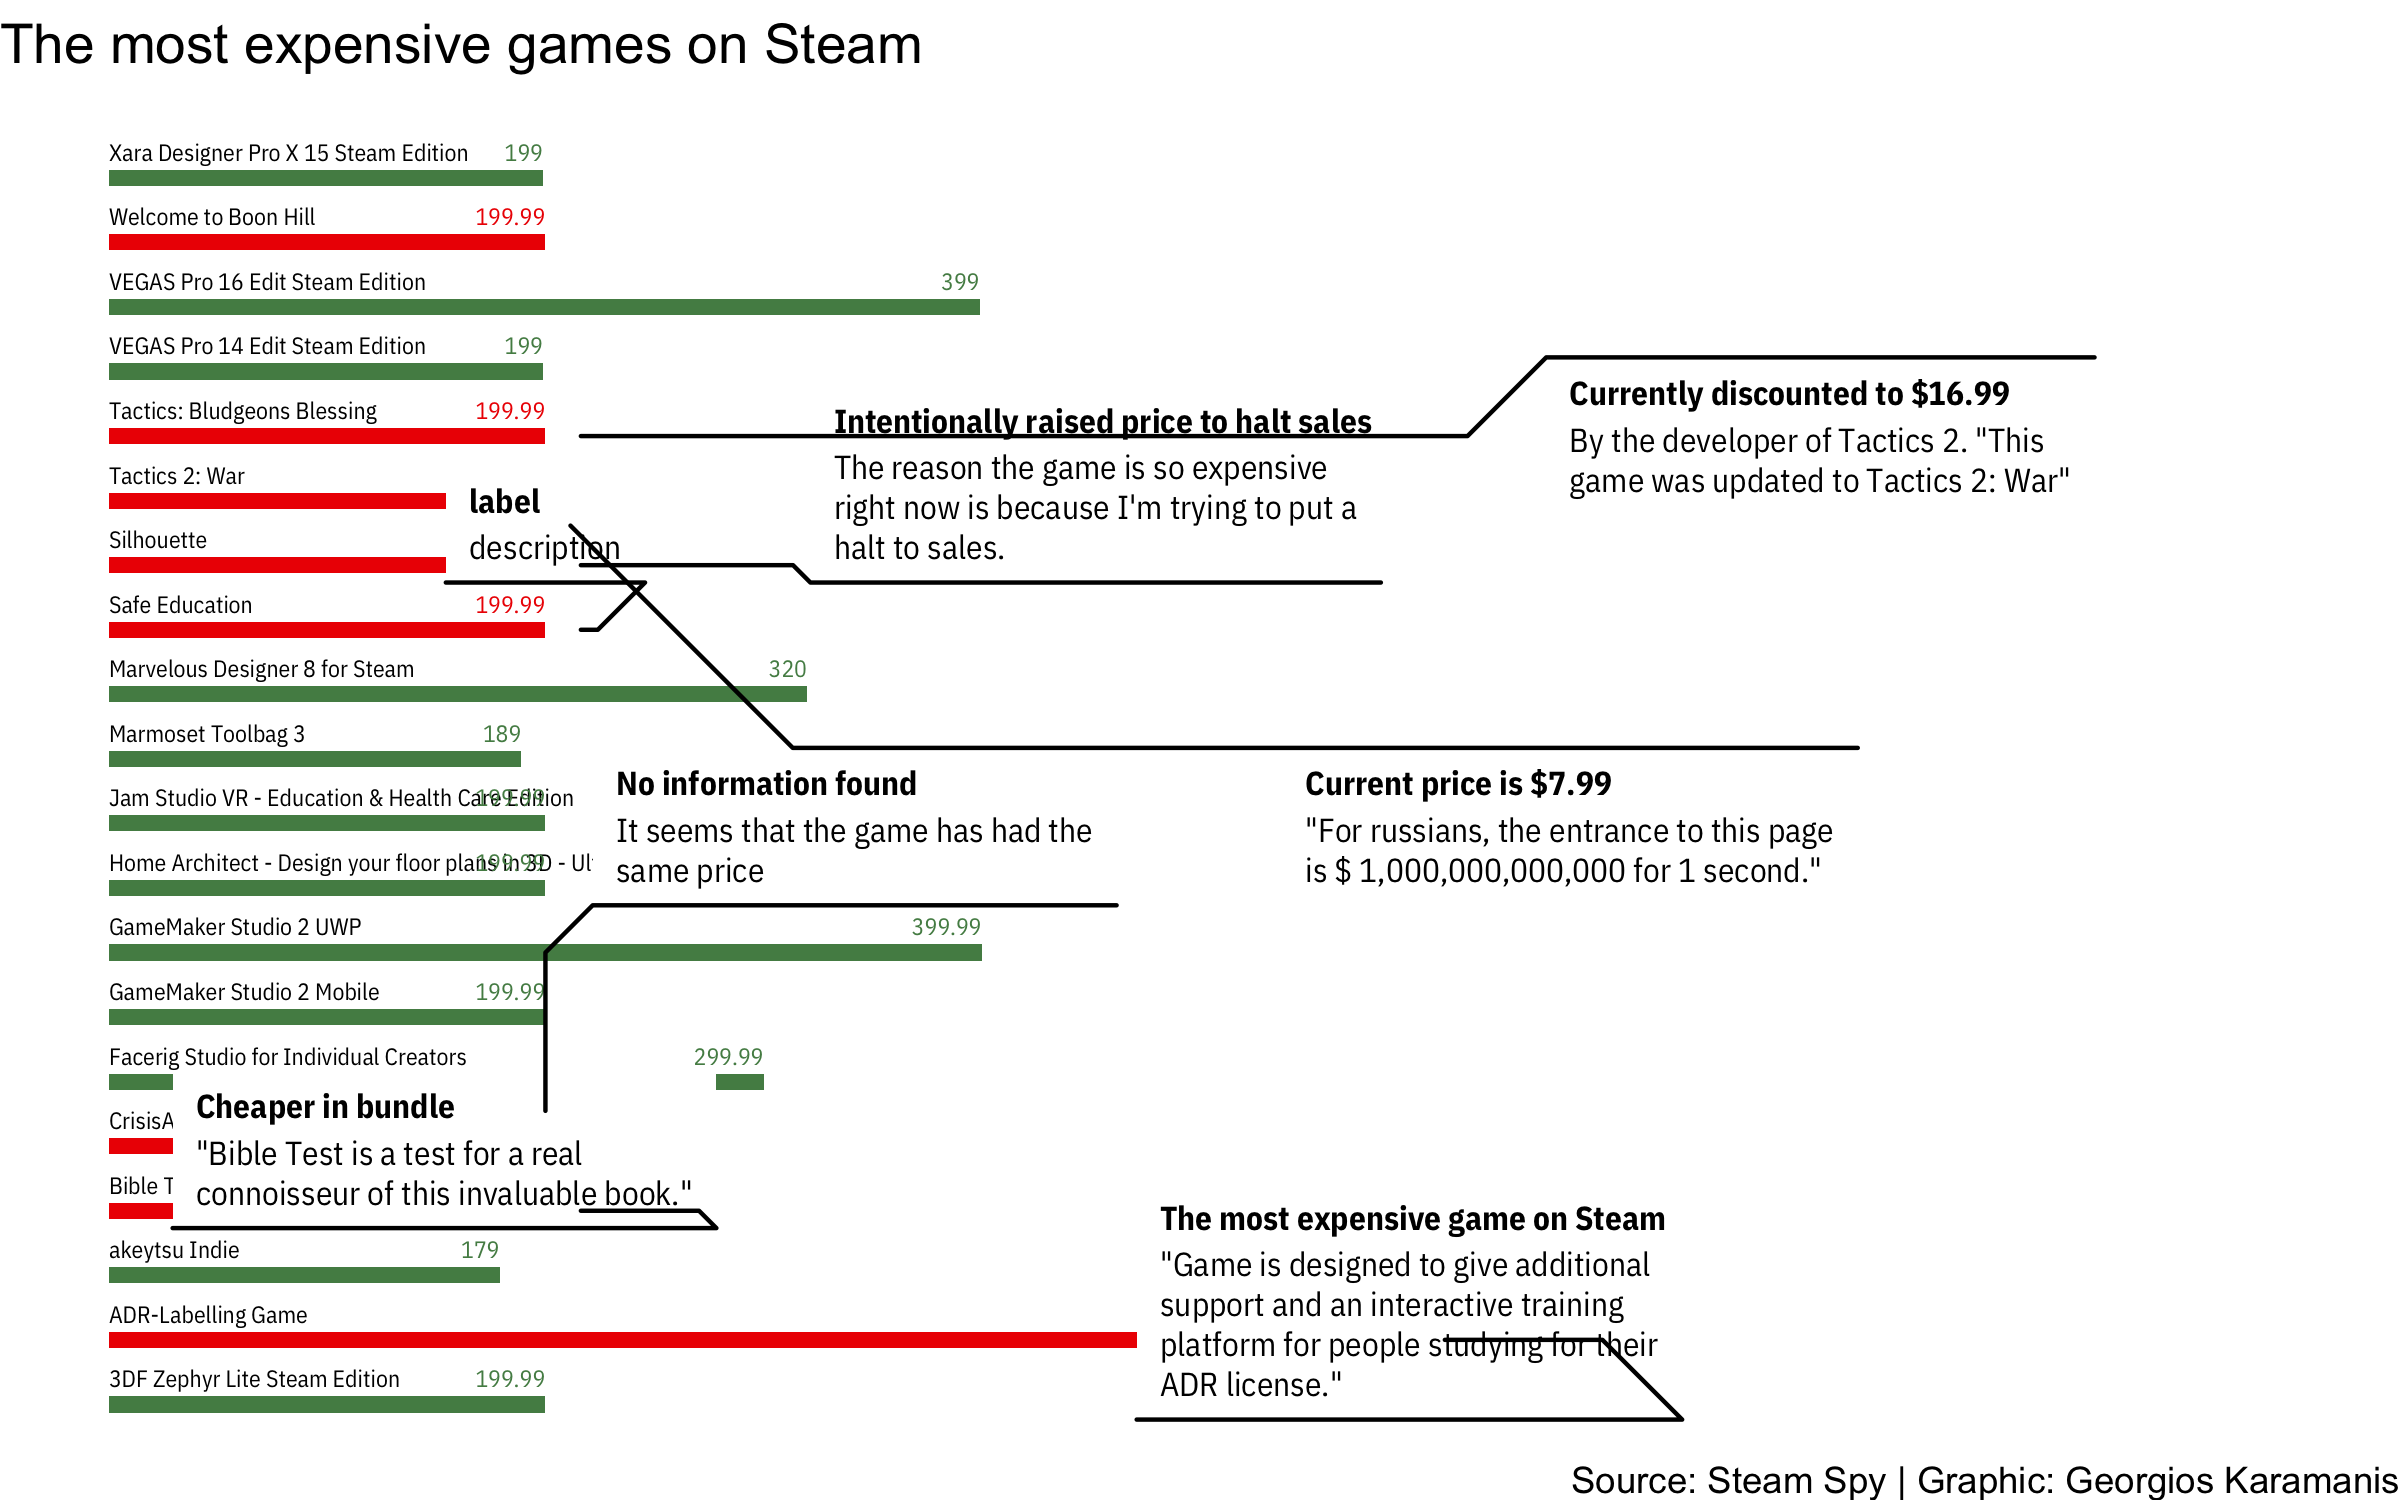 The most expensive games on Steam
Xara Designer Pro X 15 Steam Edition 199
Welcome to Boon Hill 199.99
VEGAS Pro 16 Edit Steam Edition 399
VEGAS Pro 14 Edit Steam Edition 199
Tactics: Bludgeons Blessing 199.99
Tactics 2: War
Silhouette
Safe Education 199.99
Marvelous Designer 8 for Steam 320
Marmoset Toolbag 3 189
Jam Studio VR - Education & Health Care Edition 199.99
Home Architect - Design your floor plans in 3D - Ul 199.99
GameMaker Studio 2 UWP 399.99
GameMaker Studio 2 Mobile 199.99
Facerig Studio for Individual Creators 299.99
CrisisA
Bible T
akeytsu Indie 179
ADR-Labelling Game
3DF Zephyr Lite Steam Edition 199.99
label
description
Intentionally raised price to halt sales
The reason the game is so expensive
right now is because I'm trying to put a
halt to sales.
Currently discounted to $16.99
By the developer of Tactics 2. "This
game was updated to Tactics 2: War"
No information found
It seems that the game has had the
same price
Current price is $7.99
"For russians, the entrance to this page
is $ 1,000,000,000,000 for 1 second."
Cheaper in bundle
"Bible Test is a test for a real
connoisseur of this invaluable book."
The most expensive game on Steam
"Game is designed to give additional
support and an interactive training
platform for people studying for their
ADR license."
Source: Steam Spy | Graphic: Georgios Karamanis